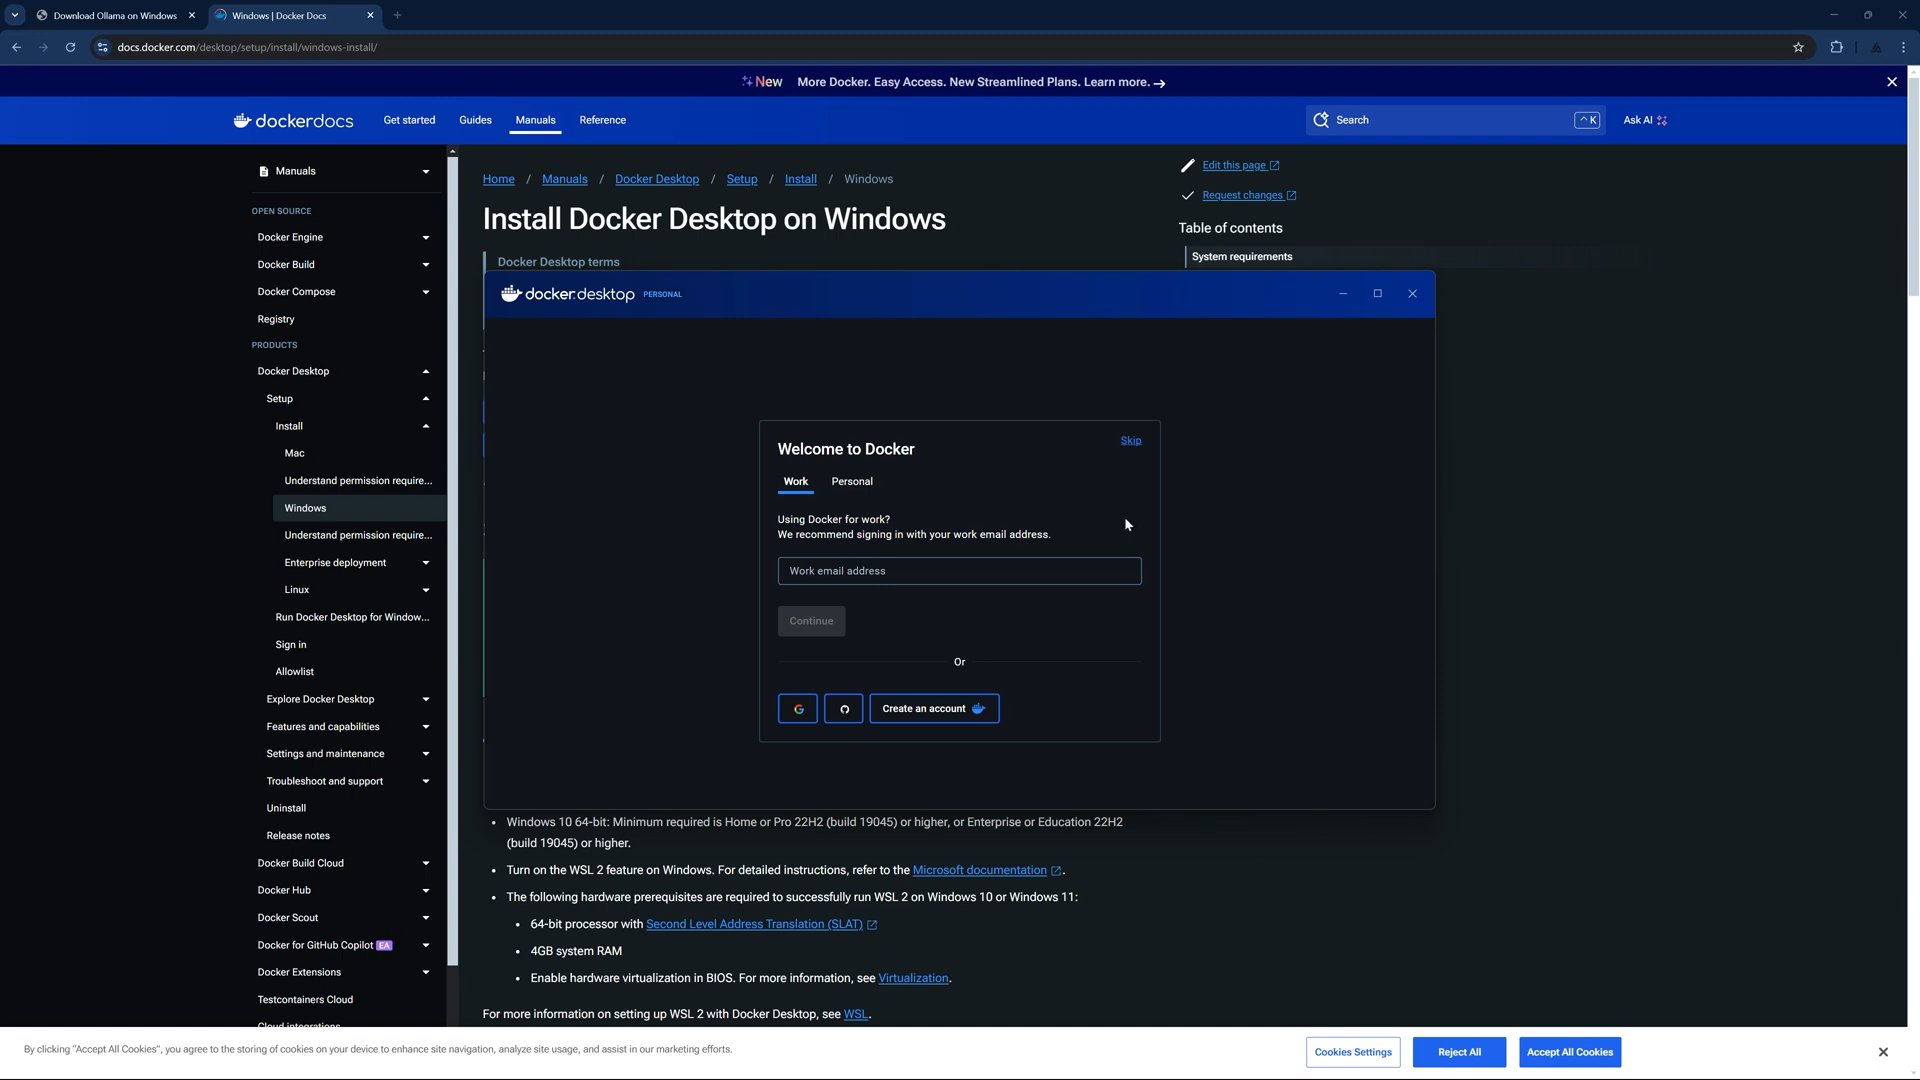 Download Ollama on Windows
Windows | Docker Docs
docs.docker.com/desktop/setup/install/windows-install/
New More Docker. Easy Access. New Streamlined Plans. Learn more. →
dockerdocs
Get started
Guides
Manuals
Reference
Search
^K
Ask AI
Manuals
OPEN SOURCE
Docker Engine
Docker Build
Docker Compose
Registry
PRODUCTS
Docker Desktop
Setup
Install
Mac
Understand permission require...
Windows
Understand permission require...
Enterprise deployment
Linux
Run Docker Desktop for Window...
Sign in
Allowlist
Explore Docker Desktop
Features and capabilities
Settings and maintenance
Troubleshoot and support
Uninstall
Release notes
Docker Build Cloud
Docker Hub
Docker Scout
Docker for GitHub Copilot EA
Docker Extensions
Testcontainers Cloud
Cloud integrations
Home / Manuals / Docker Desktop / Setup / Install / Windows
Install Docker Desktop on Windows
Docker Desktop terms
Edit this page
Request changes
Table of contents
System requirements
docker.desktop PERSONAL
Welcome to Docker
Skip
Work
Personal
Using Docker for work?
We recommend signing in with your work email address.
Work email address
Continue
Or
G
Create an account
• Windows 10 64-bit: Minimum required is Home or Pro 22H2 (build 19045) or higher, or Enterprise or Education 22H2
(build 19045) or higher.
• Turn on the WSL 2 feature on Windows. For detailed instructions, refer to the Microsoft documentation.
• The following hardware prerequisites are required to successfully run WSL 2 on Windows 10 or Windows 11:
• 64-bit processor with Second Level Address Translation (SLAT)
• 4GB system RAM
• Enable hardware virtualization in BIOS. For more information, see Virtualization.
For more information on setting up WSL 2 with Docker Desktop, see WSL.
By clicking "Accept All Cookies", you agree to the storing of cookies on your device to enhance site navigation, analyze site usage, and assist in our marketing efforts.
Cookies Settings
Reject All
Accept All Cookies